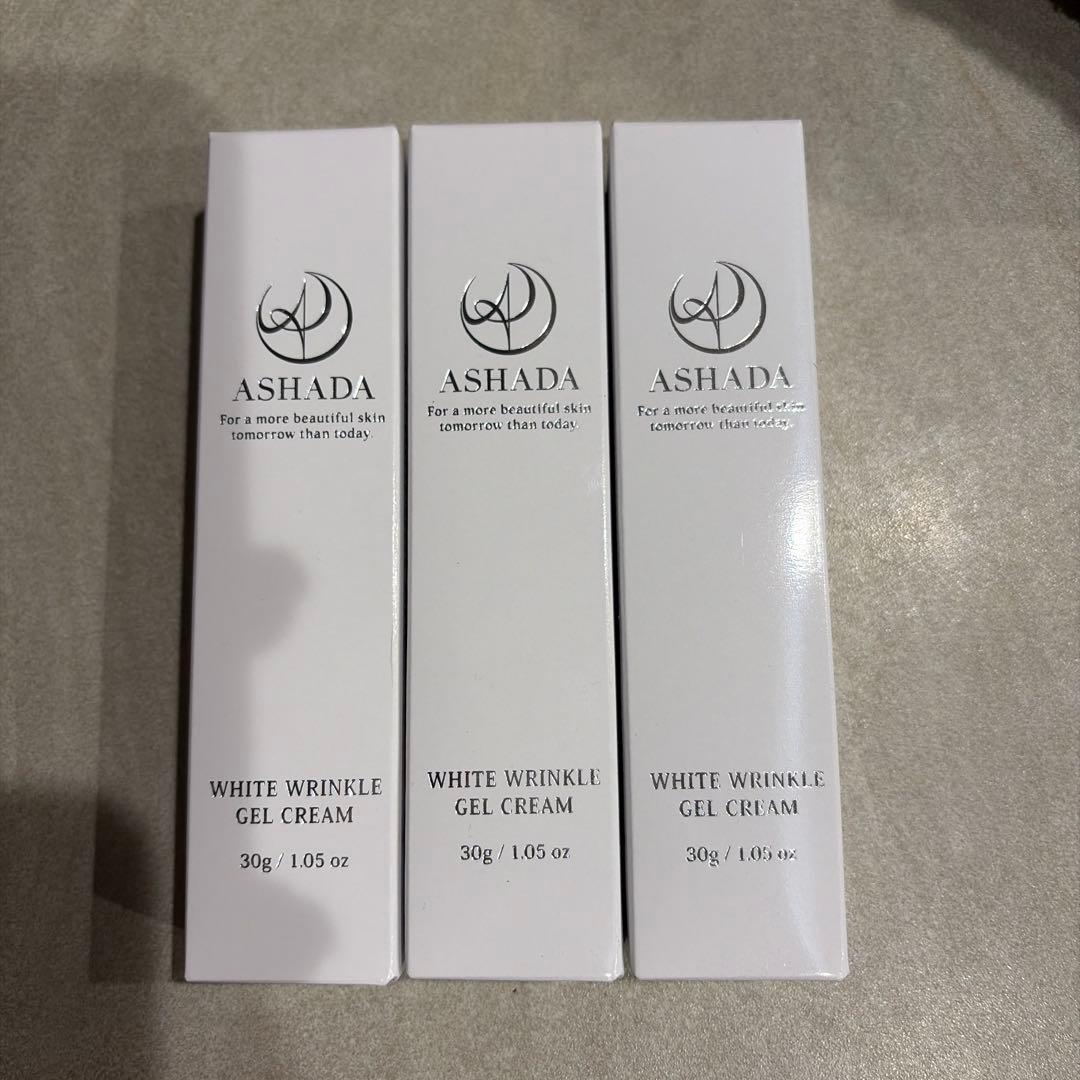 ASHADA
For a more beautiful skin
tomorrow than today.
WHITE WRINKLE
GEL CREAM
30g / 1.05 oz
ASHADA
For a more beautiful skin
tomorrow than today.
WHITE WRINKLE
GEL CREAM
30g / 1.05 oz
ASHADA
For a more beautiful skin
tomorrow than today.
WHITE WRINKLE
GEL CREAM
30g / 1.05 oz